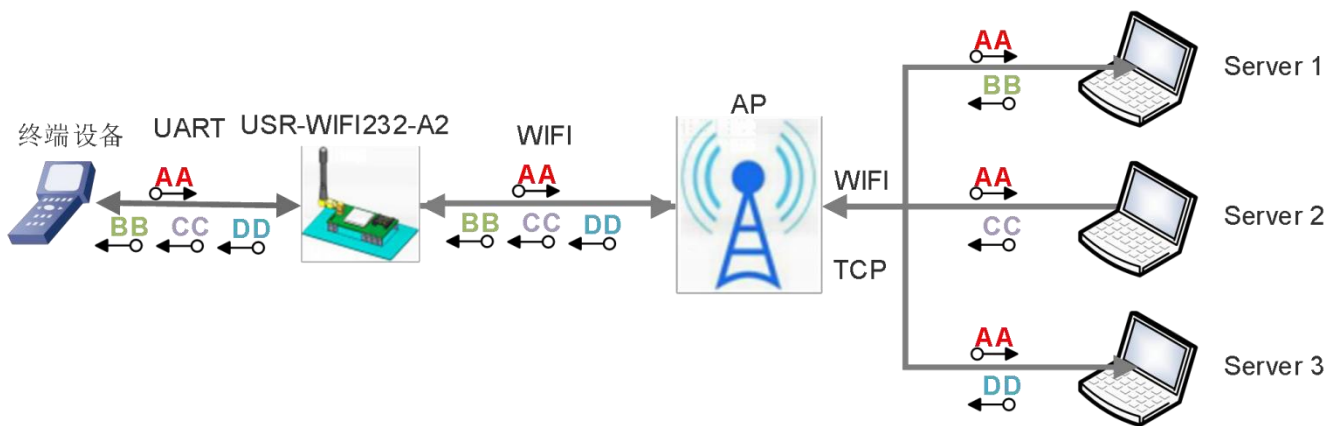 终端设备
UART
USR-WIFI232-A2
AA
BB
CC
DD
WIFI
AA
BB
CC
DD
AP
WIFI
TCP
AA
BB
Server 1
AA
CC
Server 2
AA
DD
Server 3